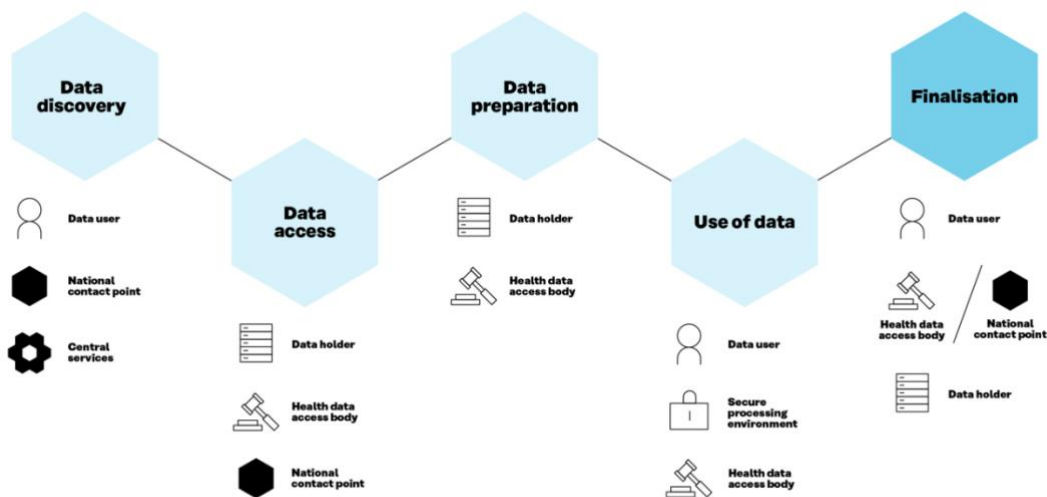 Data
discovery
Data user
National
contact point
Central
services
Data
access
Data holder
Health data
access body
National
contact point
Data
preparation
Data holder
Health data
access body
Use of data
Data user
Secure
processing
environment
Health data
access body
Finalisation
Data user
Health data
access body
National
contact point
Data holder